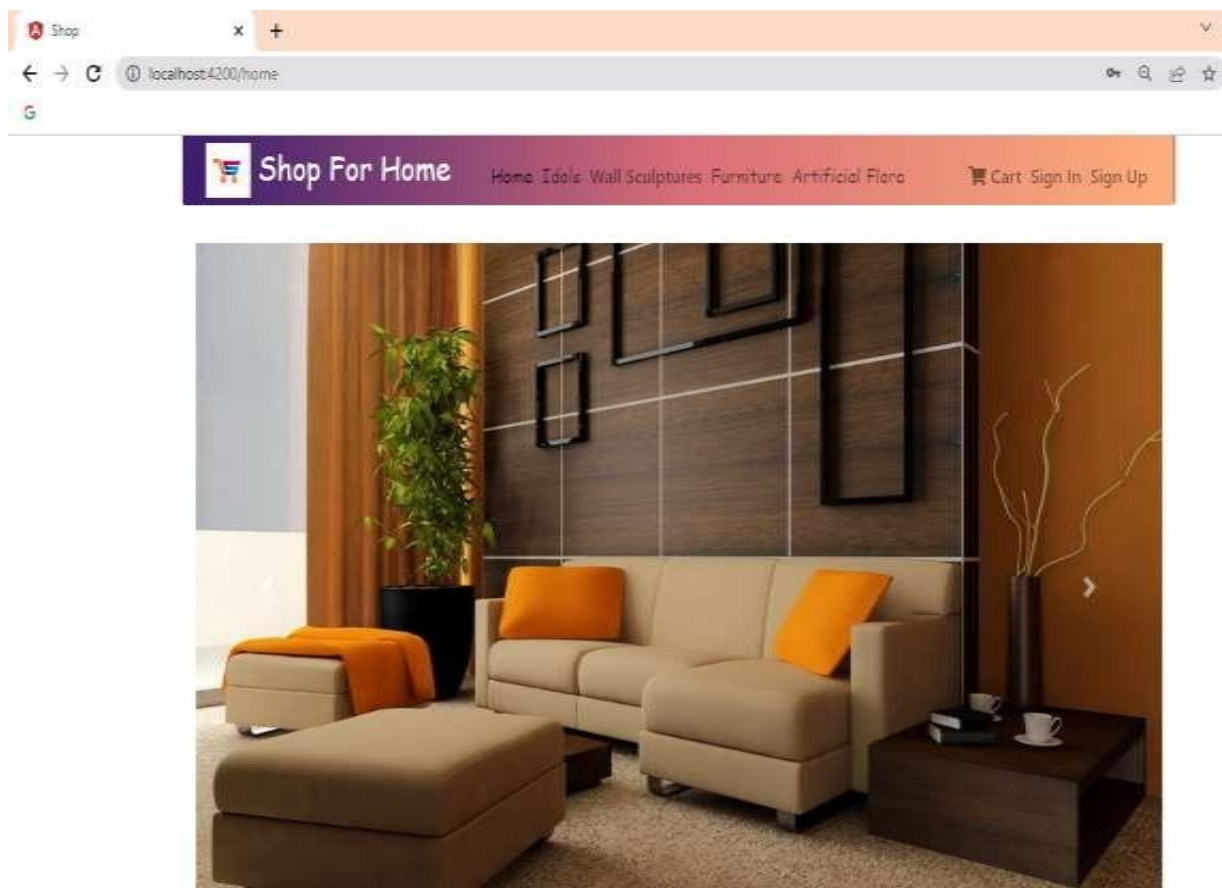 Shop
localhost:4200/home
Shop For Home
Home Idols Wall Sculptures Furniture Artificial Flora Cart Sign In Sign Up